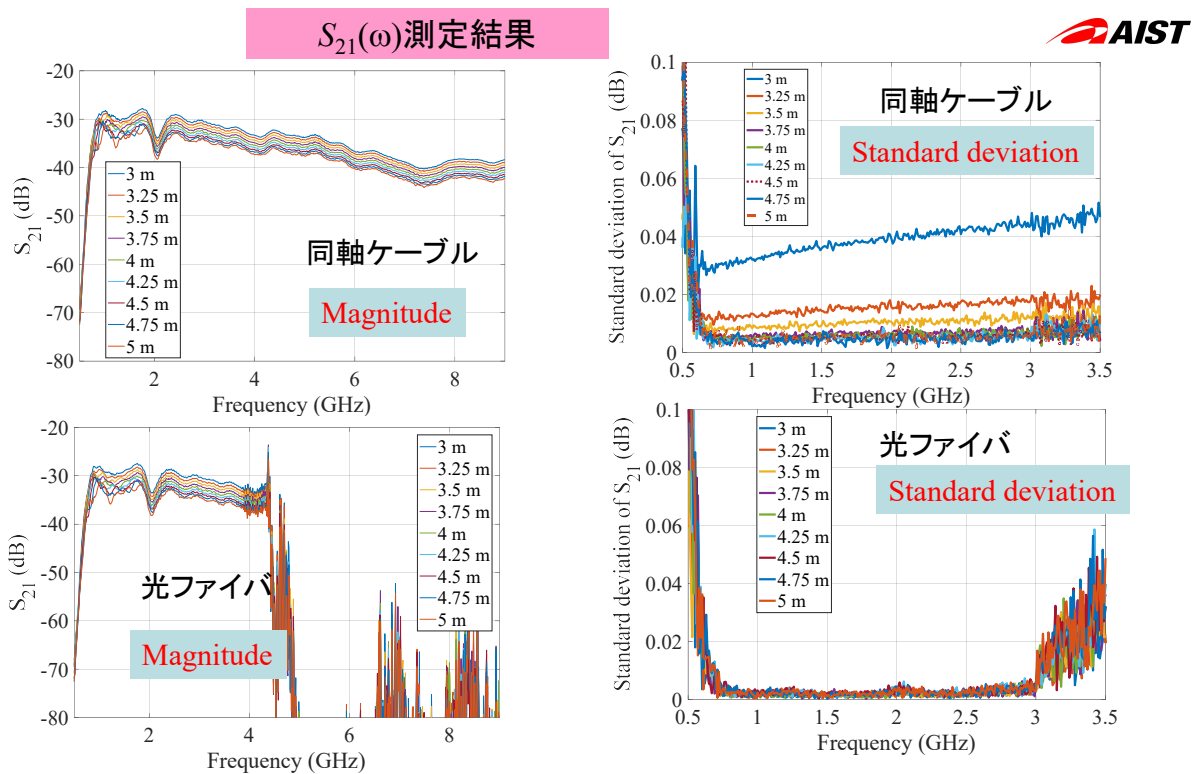 S21(ω)測定結果
AIST
-20
-30
-40
-50
-60
-70
-80
S21 (dB)
3 m
3.25 m
3.5 m
3.75 m
4 m
4.25 m
4.5 m
4.75 m
5 m
同軸ケーブル
Magnitude
2
4
6
8
Frequency (GHz)
0.1
0.08
0.06
0.04
0.02
0
Standard deviation of S21 (dB)
3 m
3.25 m
3.5 m
3.75 m
4 m
4.25 m
4.5 m
4.75 m
5 m
同軸ケーブル
Standard deviation
0.5
1
1.5
2
2.5
3
3.5
Frequency (GHz)
-20
-30
-40
-50
-60
-70
-80
S21 (dB)
3 m
3.25 m
3.5 m
3.75 m
4 m
4.25 m
4.5 m
4.75 m
5 m
光ファイバ
Magnitude
2
4
6
8
Frequency (GHz)
0.1
0.08
0.06
0.04
0.02
0
Standard deviation of S21 (dB)
3 m
3.25 m
3.5 m
3.75 m
4 m
4.25 m
4.5 m
4.75 m
5 m
光ファイバ
Standard deviation
0.5
1
1.5
2
2.5
3
3.5
Frequency (GHz)